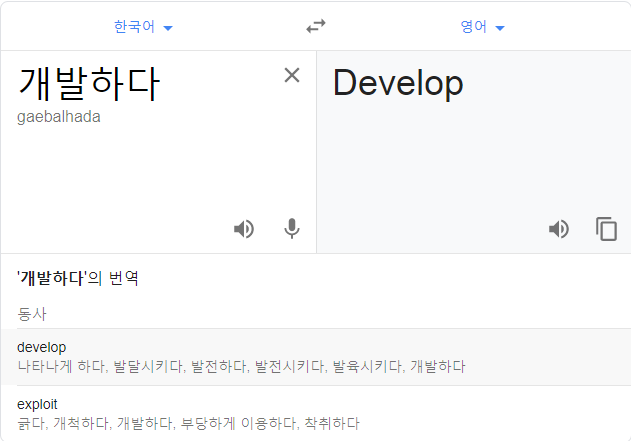 한국어 영어
개발하다 Develop
gaebalhada
'개발하다'의 번역
동사
develop
나타나게 하다, 발달시키다, 발전하다, 발전시키다, 발육시키다, 개발하다
exploit
긁다, 개척하다, 개발하다, 부당하게 이용하다, 착취하다